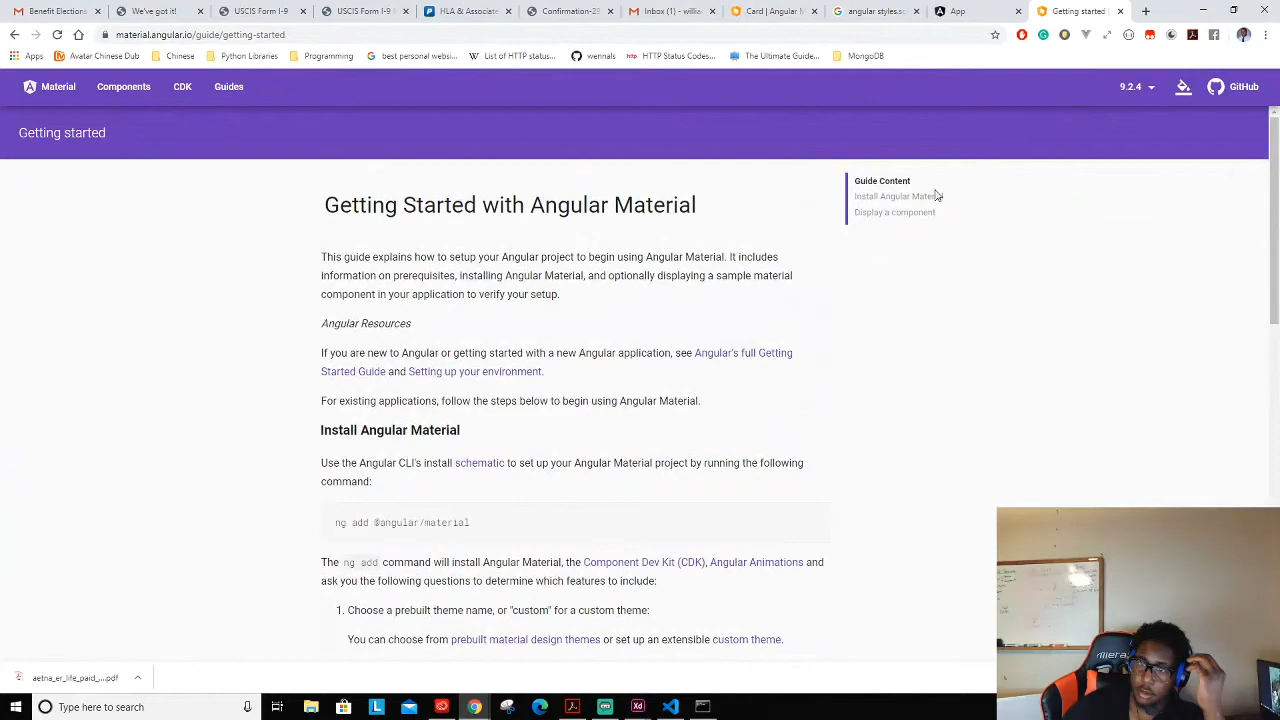 Benefit Elections
We've got it!
USCIS Form I-9
USCIS Form I-9 I
HLA & Associate
Confirmation-29
Inbox (1) - willia
Card | Angular M
angular styles.sc
App
Getting started |
material.angular.io/guide/getting-started
Apps
Avatar Chinese Dub
Chinese
Python Libraries
Programming
best personal websi...
List of HTTP status...
wennals
HTTP Status Codes...
The Ultimate Guide...
MongoDB
Material
Components
CDK
Guides
9.2.4
GitHub
Getting started
Guide Content
Install Angular Material
Display a component
Getting Started with Angular Material
This guide explains how to setup your Angular project to begin using Angular Material. It includes
information on prerequisites, installing Angular Material, and optionally displaying a sample material
component in your application to verify your setup.
Angular Resources
If you are new to Angular or getting started with a new Angular application, see Angular's full Getting
Started Guide and Setting up your environment.
For existing applications, follow the steps below to begin using Angular Material.
Install Angular Material
Use the Angular CLI's install schematic to set up your Angular Material project by running the following
command:
ng add @angular/material
The ng add command will install Angular Material, the Component Dev Kit (CDK), Angular Animations and
ask you the following questions to determine which features to include:
1. Choose a prebuilt theme name, or "custom" for a custom theme:
You can choose from prebuilt material design themes or set up an extensible custom theme.
aetna_er_life_paid_....pdf
Type here to search